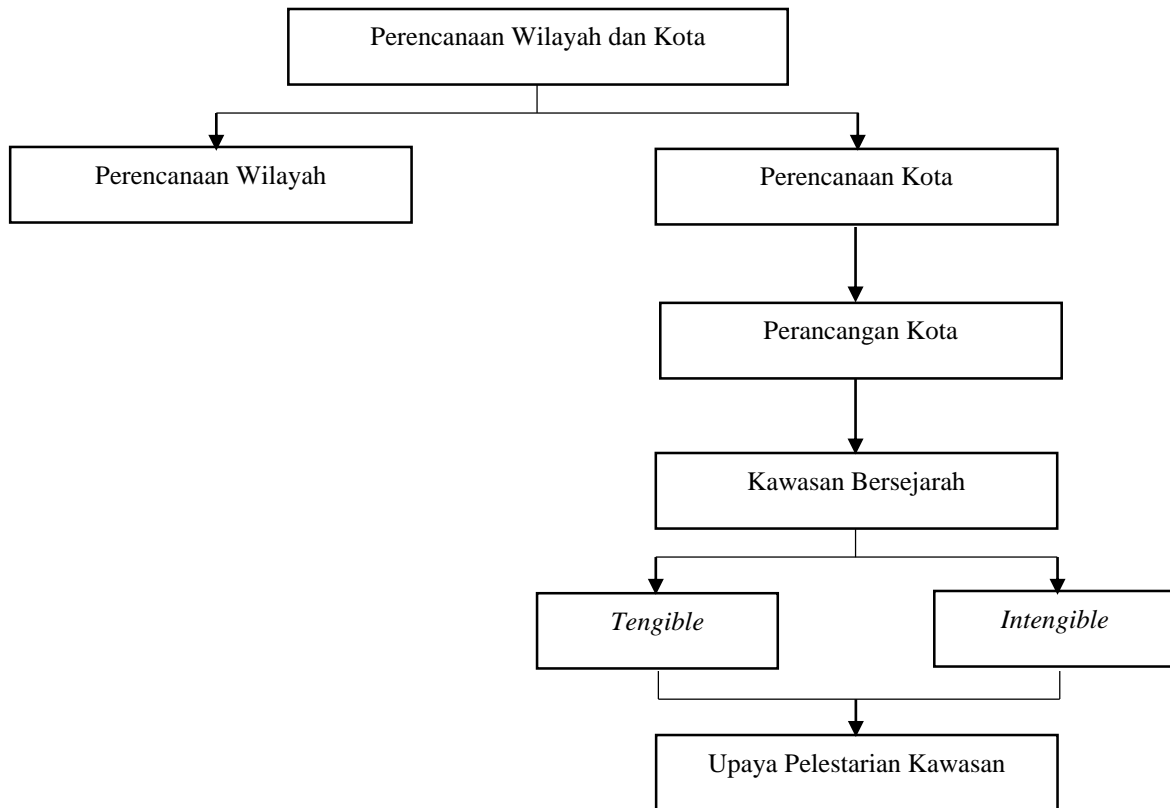 Perencanaan Wilayah dan Kota
Perencanaan Wilayah
Perencanaan Kota
Perancangan Kota
Kawasan Bersejarah
Tengible
Intengible
Upaya Pelestarian Kawasan